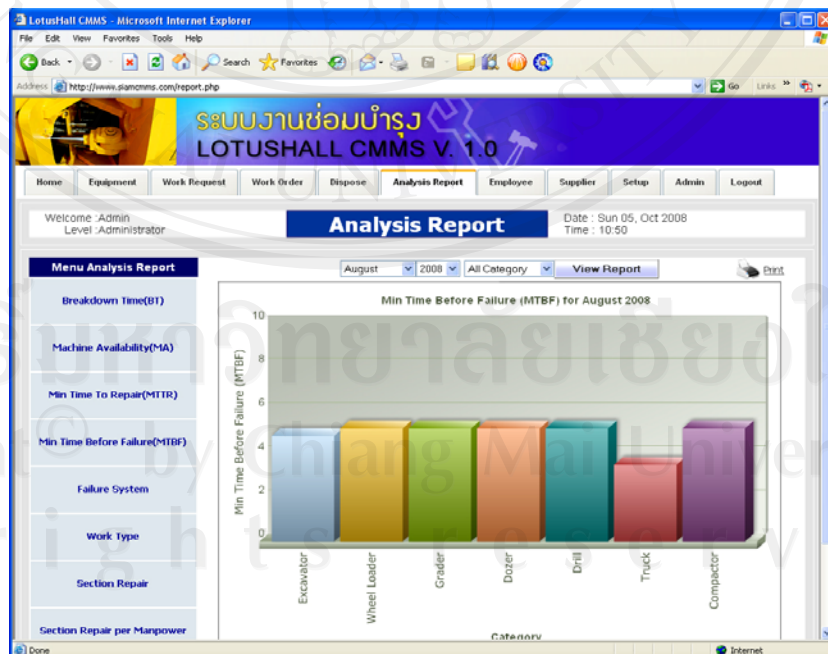 LotusHall CMMS - Microsoft Internet Explorer
File Edit View Favorites Tools Help
Back Search Favorites
Address http://www.siamcmms.com/report.php Go Links »
ระบบงานซ่อมบำรุง
LOTUSHALL CMMS V. 1.0
Home Equipment Work Request Work Order Dispose Analysis Report Employee Supplier Setup Admin Logout
Welcome :Admin
Level :Administrator
Analysis Report
Date : Sun 05, Oct 2008
Time : 10:50
Menu Analysis Report
Breakdown Time(BT)
Machine Availability(MA)
Min Time To Repair(MTTR)
Min Time Before Failure(MTBF)
Failure System
Work Type
Section Repair
Section Repair per Manpower
August 2008 All Category View Report Print
Min Time Before Failure (MTBF) for August 2008
Min Time Before Failure (MTBF)
10
8
6
4
2
0
Excavator
Wheel Loader
Grader
Dozer
Drill
Truck
Compactor
Category
Done Internet
© by Chiang Mai Univer
rights reserv